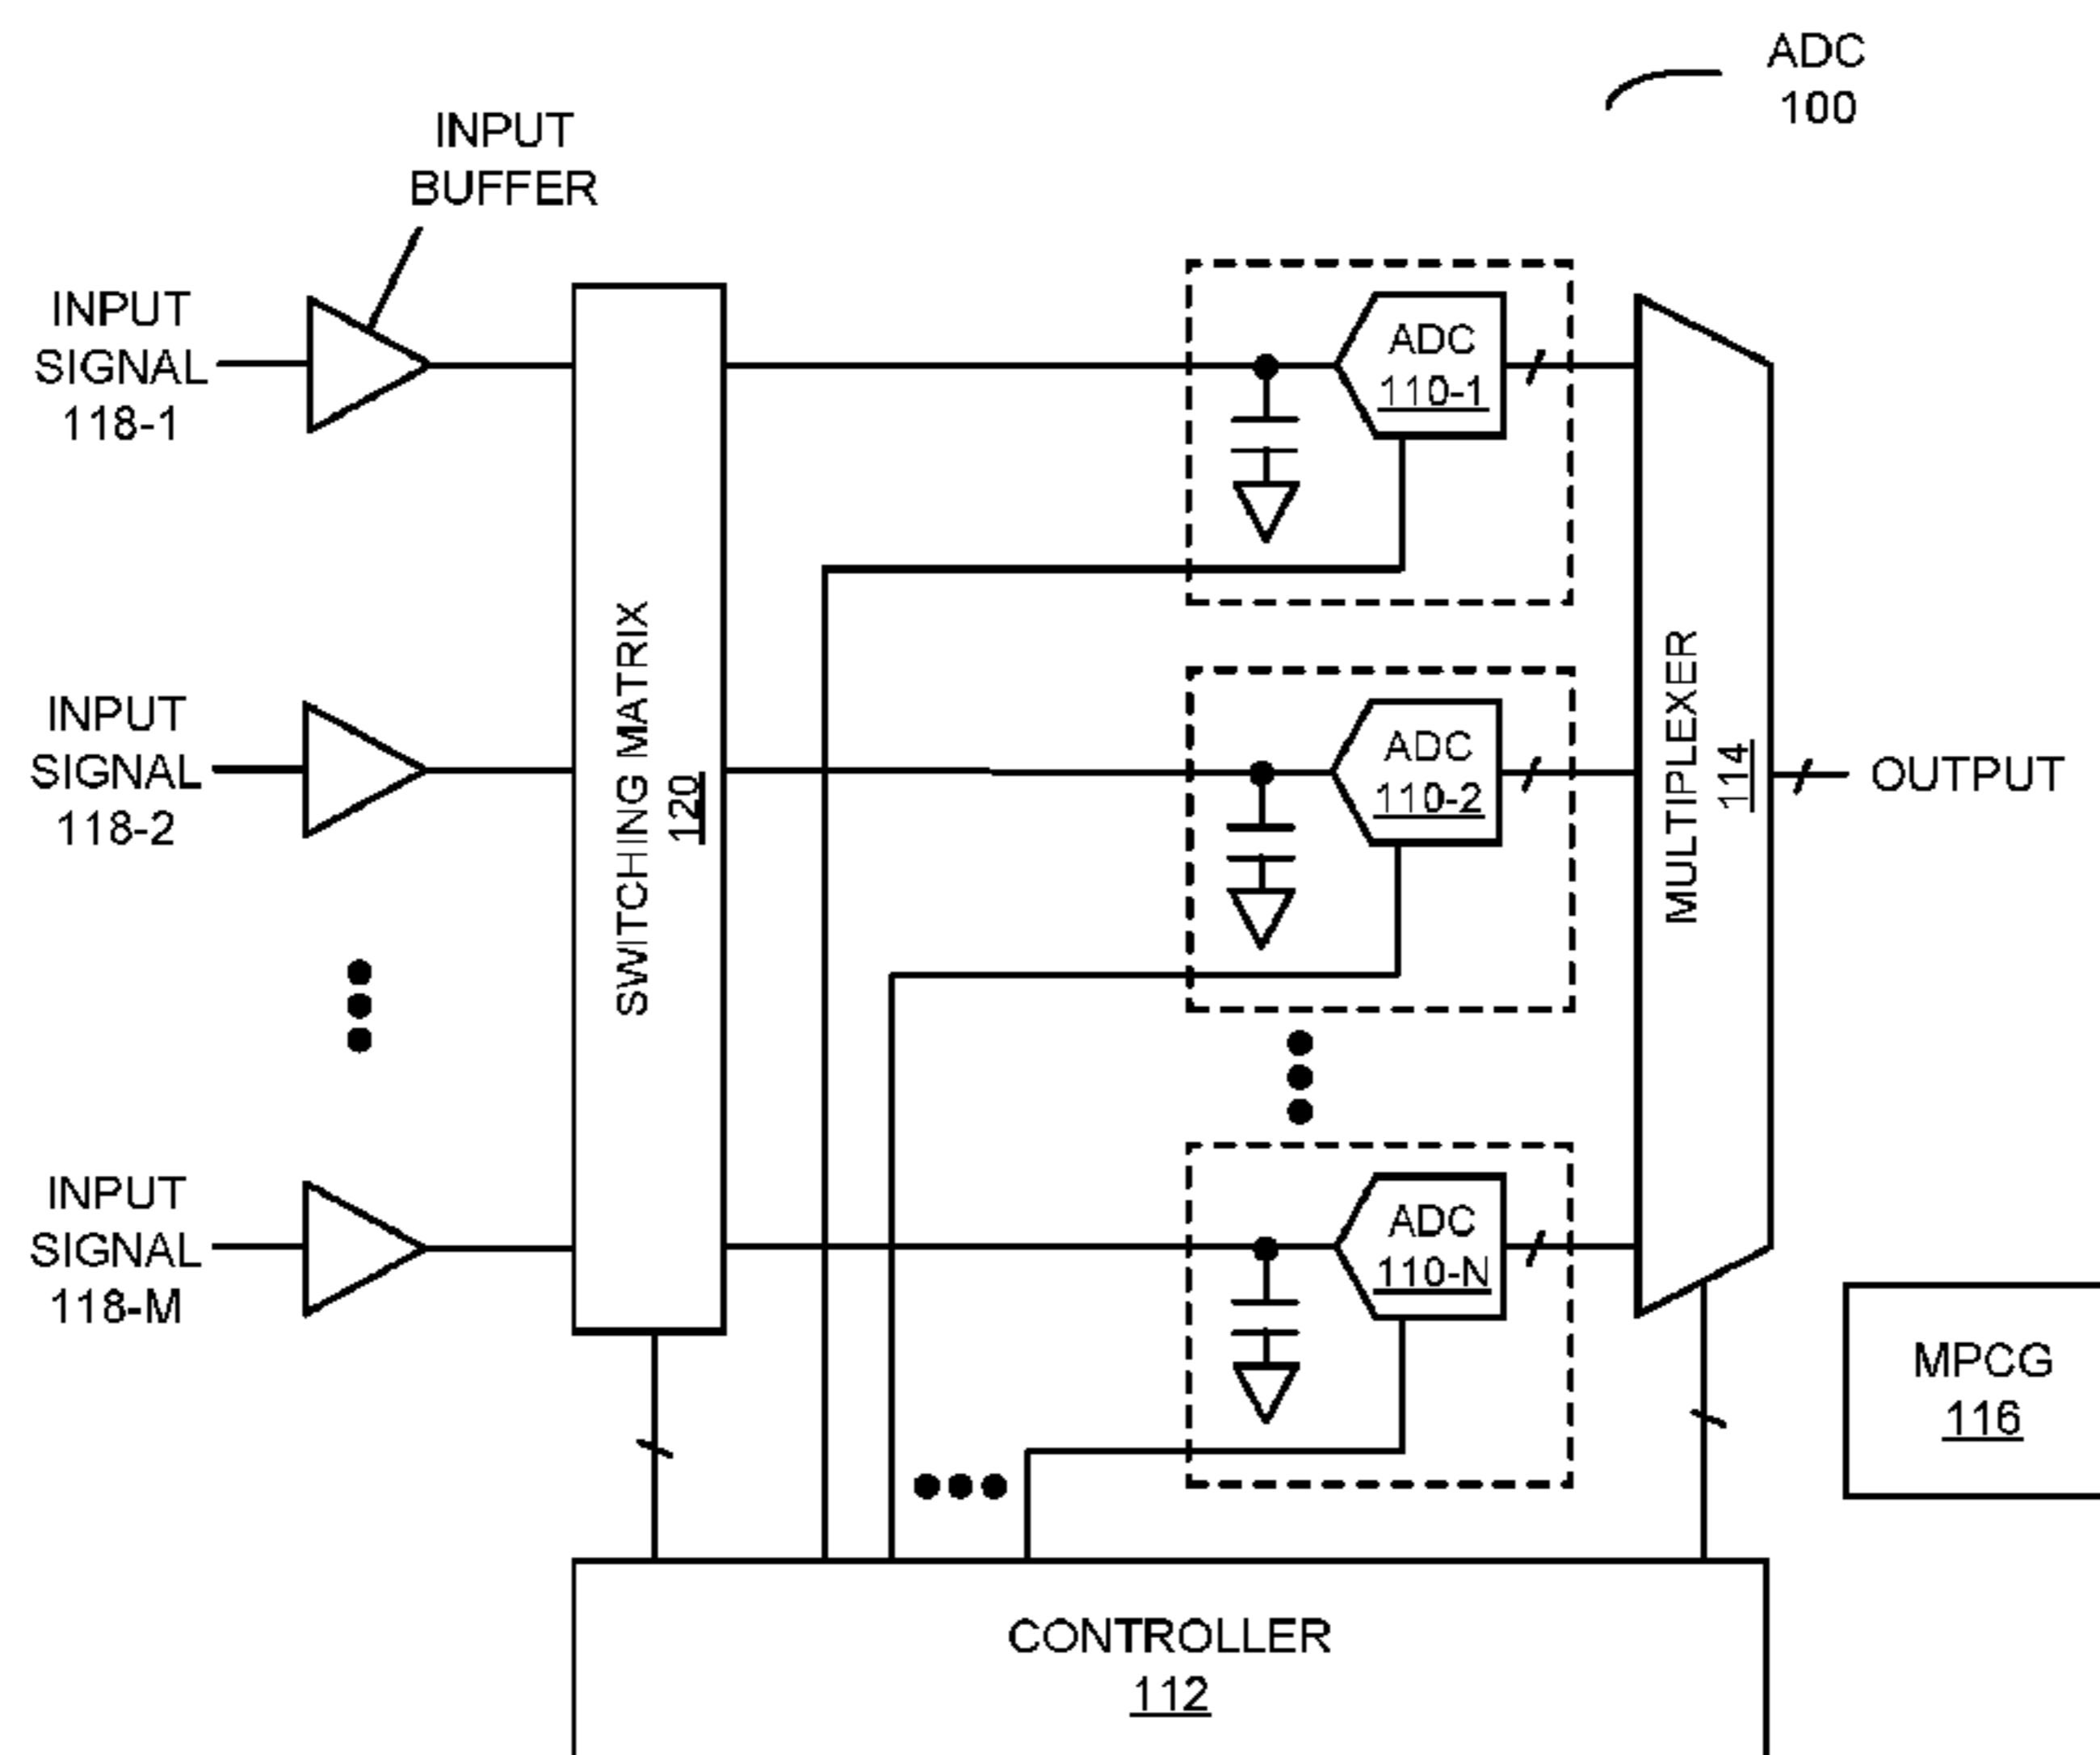 ADC
100
INPUT
BUFFER
INPUT
SIGNAL
118-1
ADC
110-1
INPUT
SIGNAL
118-2
SWITCHING MATRIX
120
ADC
110-2
MULTIPLEXER
114
OUTPUT
INPUT
SIGNAL
118-M
ADC
110-N
MPCG
116
CONTROLLER
112